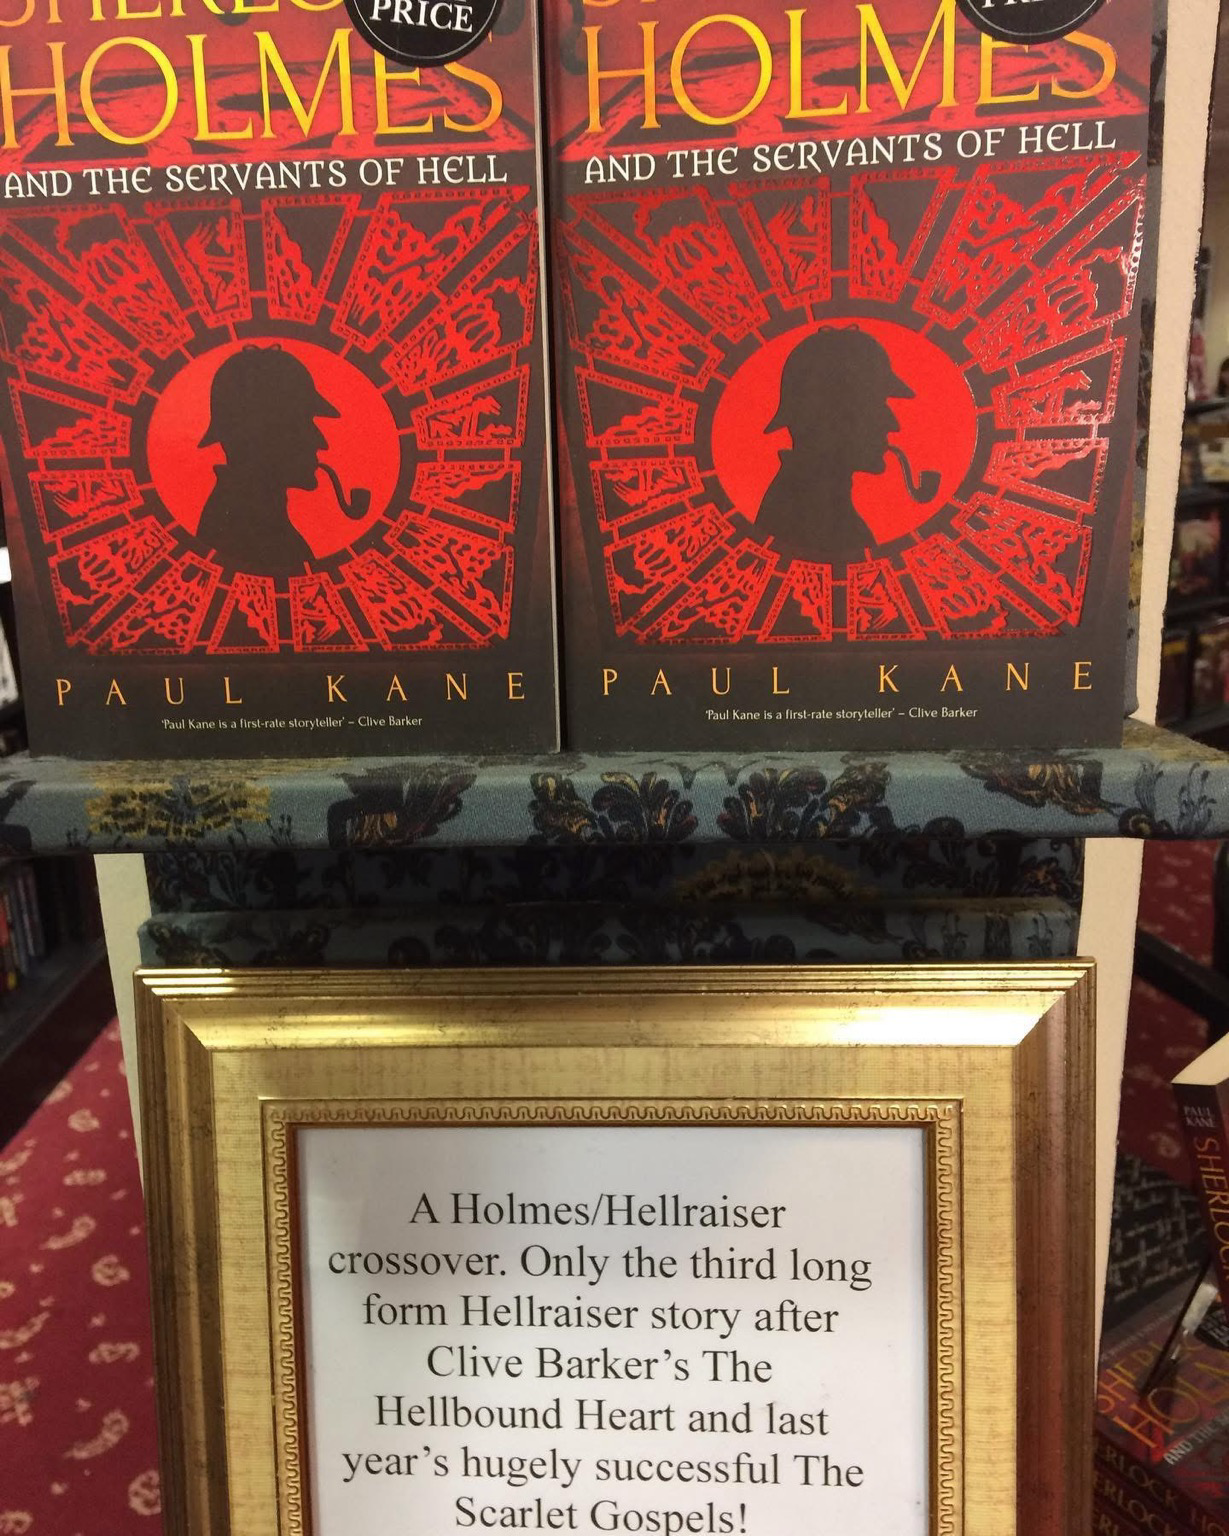 PRICE
HOLMES
AND THE SERVANTS OF HELL
PAUL KANE
'Paul Kane is a first-rate storyteller' – Clive Barker
HOLMES
AND THE SERVANTS OF HELL
PAUL KANE
'Paul Kane is a first-rate storyteller' – Clive Barker
A Holmes/Hellraiser
crossover. Only the third long
form Hellraiser story after
Clive Barker's The
Hellbound Heart and last
year's hugely successful The
Scarlet Gospels!
PAUL
KANE